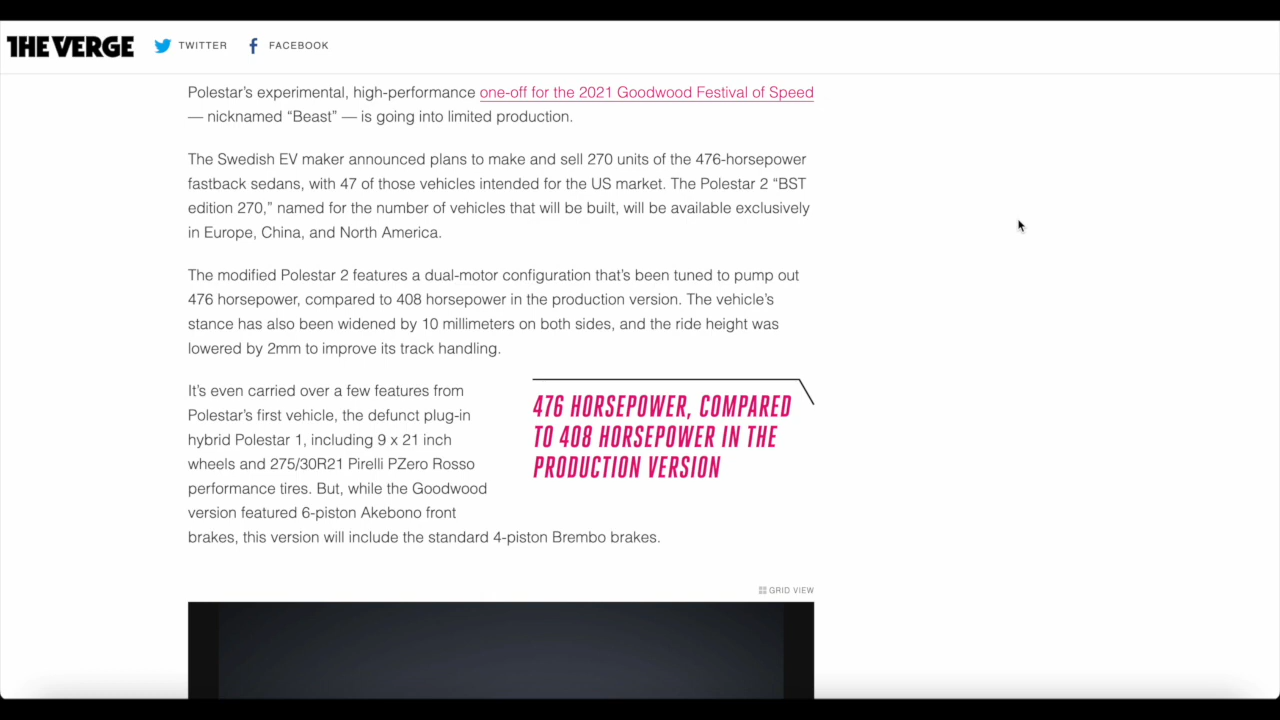 THE VERGE TWITTER FACEBOOK
Polestar’s experimental, high-performance one-off for the 2021 Goodwood Festival of Speed
— nicknamed “Beast” — is going into limited production.
The Swedish EV maker announced plans to make and sell 270 units of the 476-horsepower
fastback sedans, with 47 of those vehicles intended for the US market. The Polestar 2 “BST
edition 270,” named for the number of vehicles that will be built, will be available exclusively
in Europe, China, and North America.
The modified Polestar 2 features a dual-motor configuration that’s been tuned to pump out
476 horsepower, compared to 408 horsepower in the production version. The vehicle’s
stance has also been widened by 10 millimeters on both sides, and the ride height was
lowered by 2mm to improve its track handling.
It’s even carried over a few features from
Polestar’s first vehicle, the defunct plug-in
hybrid Polestar 1, including 9 x 21 inch
wheels and 275/30R21 Pirelli PZero Rosso
performance tires. But, while the Goodwood
version featured 6-piston Akebono front
brakes, this version will include the standard 4-piston Brembo brakes.
476 HORSEPOWER, COMPARED
TO 408 HORSEPOWER IN THE
PRODUCTION VERSION
GRID VIEW